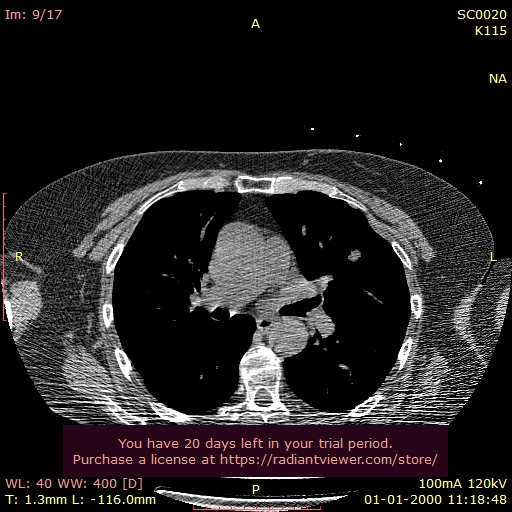 Im: 9/17
A
SC0020
K115
NA
R
L
You have 20 days left in your trial period.
Purchase a license at https://radiantviewer.com/store/
WL: 40 WW: 400 [D]
P
100mA 120kV
T: 1.3mm L: -116.0mm
01-01-2000 11:18:48